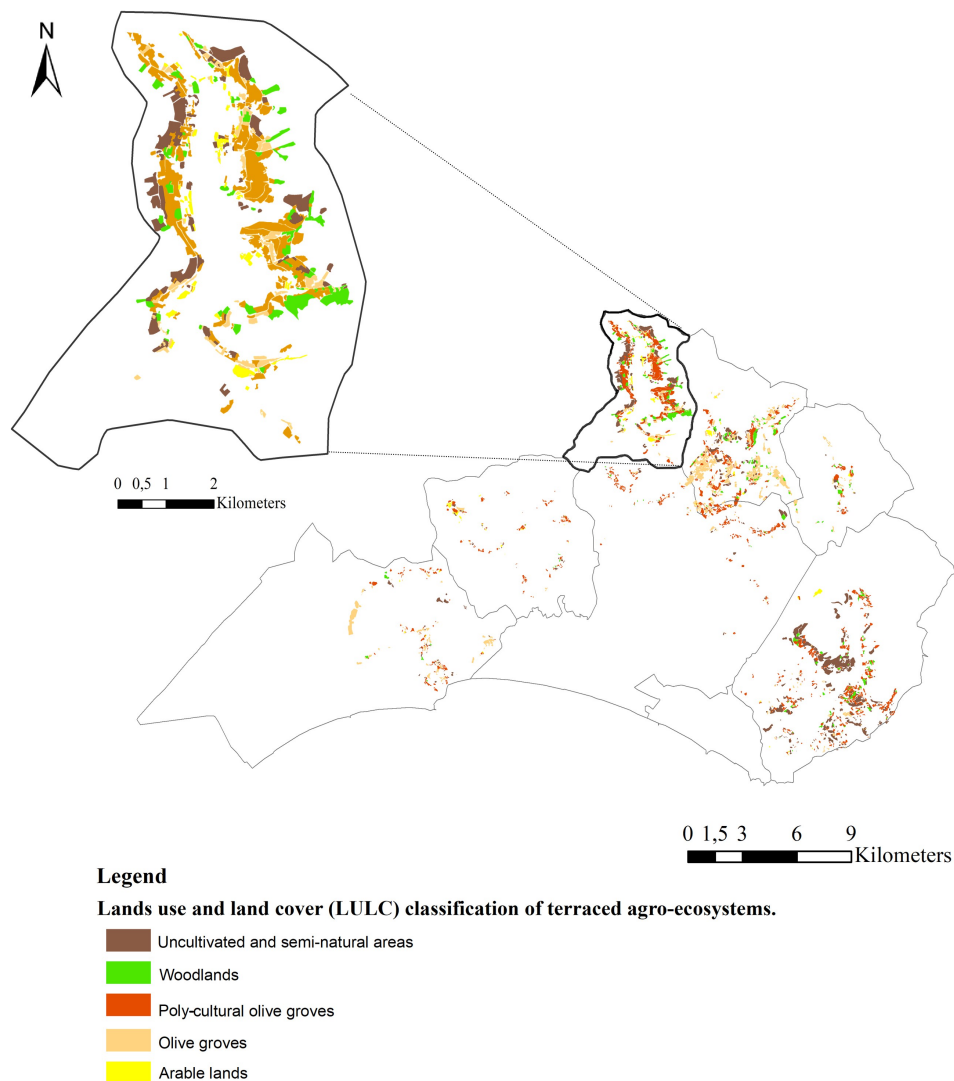 N
0 0,5 1 2
Kilometers
0 1,5 3 6 9
Kilometers
Legend
Lands use and land cover (LULC) classification of terraced agro-ecosystems.
Uncultivated and semi-natural areas
Woodlands
Poly-cultural olive groves
Olive groves
Arable lands